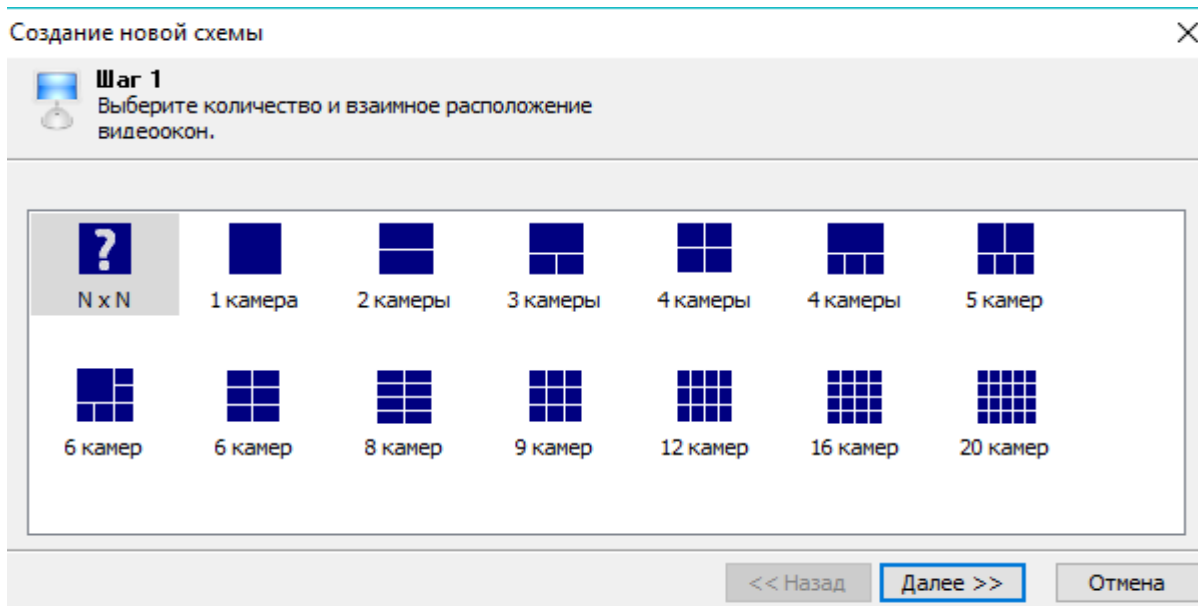 Создание новой схемы
Шаг 1
Выберите количество и взаимное расположение
видеоокон.
?
N x N
1 камера
2 камеры
3 камеры
4 камеры
4 камеры
5 камер
6 камер
6 камер
8 камер
9 камер
12 камер
16 камер
20 камер
<< Назад
Далее >>
Отмена